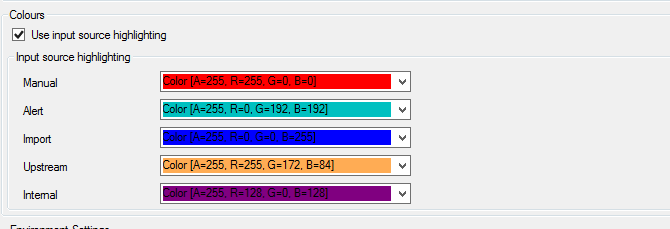 Colours
Use input source highlighting
Input source highlighting
Manual Color [A=255, R=255, G=0, B=0]
Alert Color [A=255, R=0, G=192, B=192]
Import Color [A=255, R=0, G=0, B=255]
Upstream Color [A=255, R=255, G=172, B=84]
Internal Color [A=255, R=128, G=0, B=128]
Environment Settings